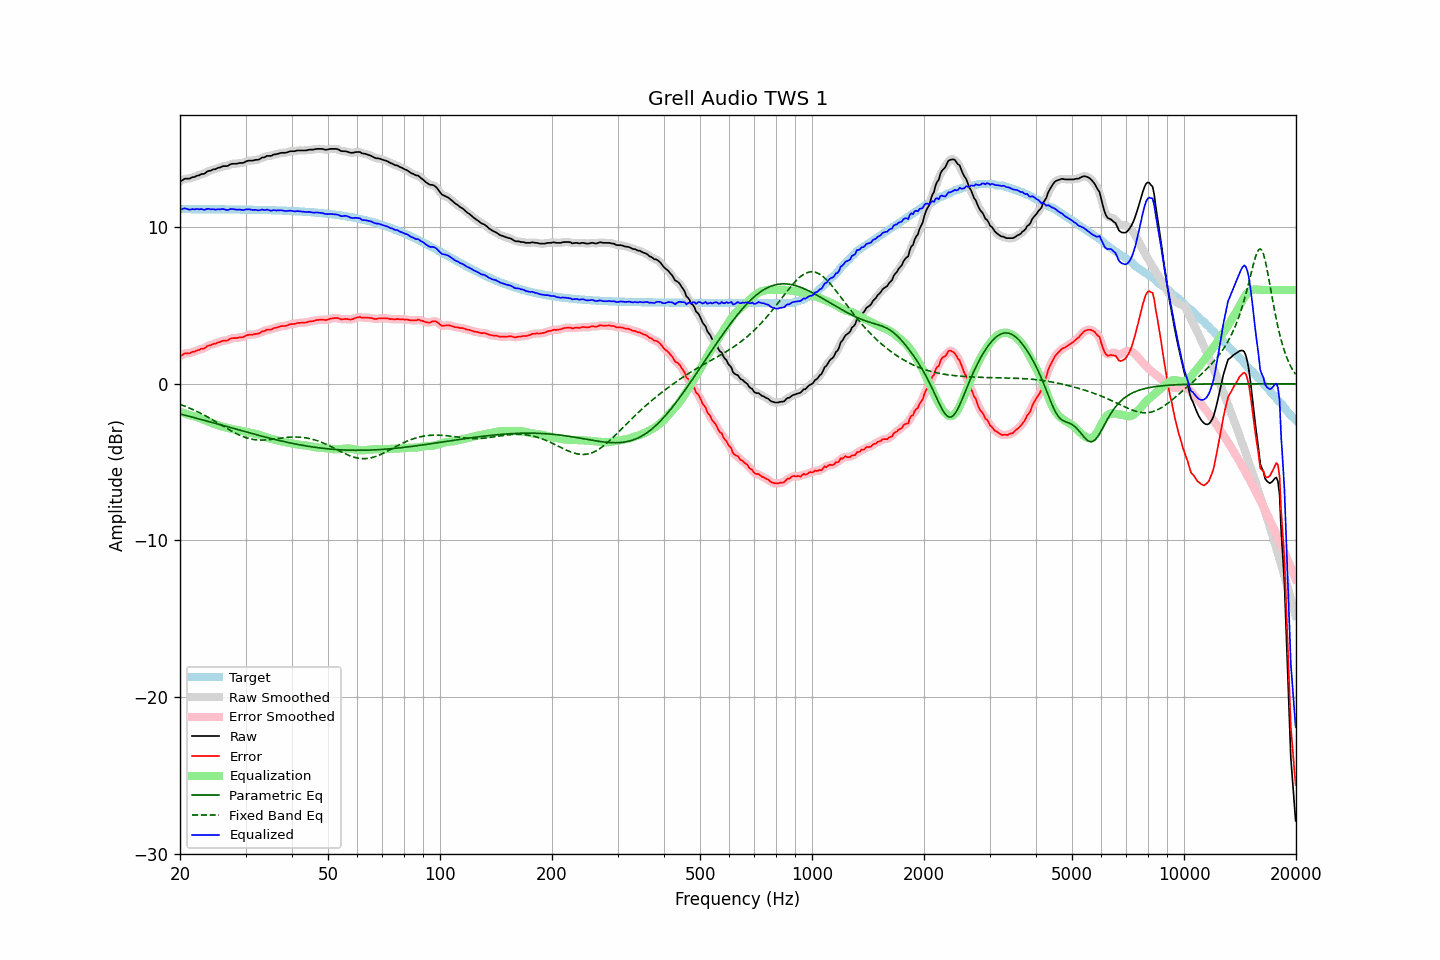 Grell Audio TWS 1
Amplitude (dBr)
10
0
−10
−20
−30
Target
Raw Smoothed
Error Smoothed
Raw
Error
Equalization
Parametric Eq
Fixed Band Eq
Equalized
20 50 100 200 500 1000 2000 5000 10000 20000
Frequency (Hz)